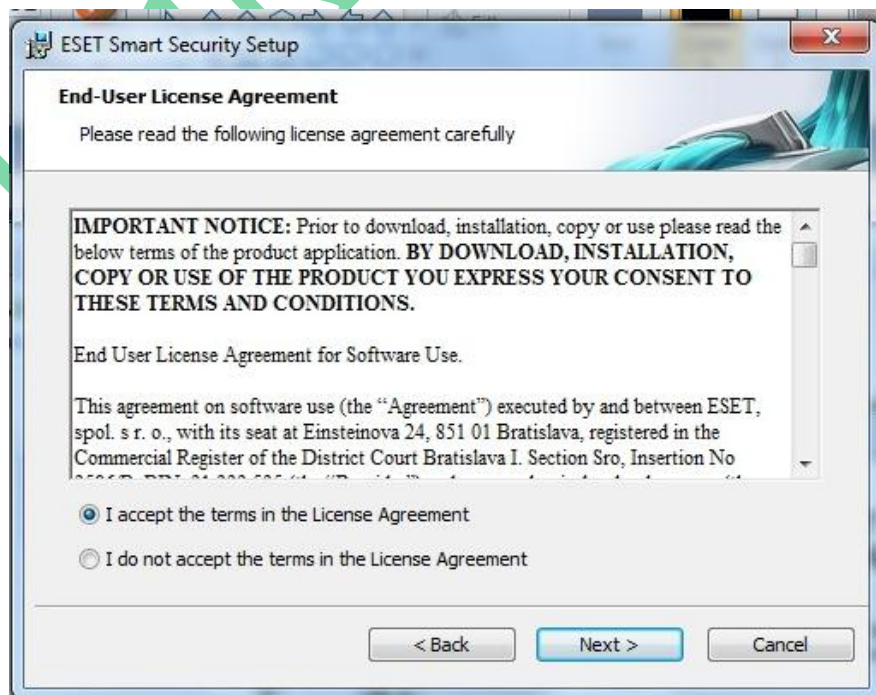 ESET Smart Security Setup
End-User License Agreement
Please read the following license agreement carefully
IMPORTANT NOTICE: Prior to download, installation, copy or use please read the
below terms of the product application. BY DOWNLOAD, INSTALLATION,
COPY OR USE OF THE PRODUCT YOU EXPRESS YOUR CONSENT TO
THESE TERMS AND CONDITIONS.
End User License Agreement for Software Use.
This agreement on software use (the “Agreement”) executed by and between ESET,
spol. s r. o., with its seat at Einsteinova 24, 851 01 Bratislava, registered in the
Commercial Register of the District Court Bratislava I. Section Sro, Insertion No
I accept the terms in the License Agreement
I do not accept the terms in the License Agreement
< Back
Next >
Cancel